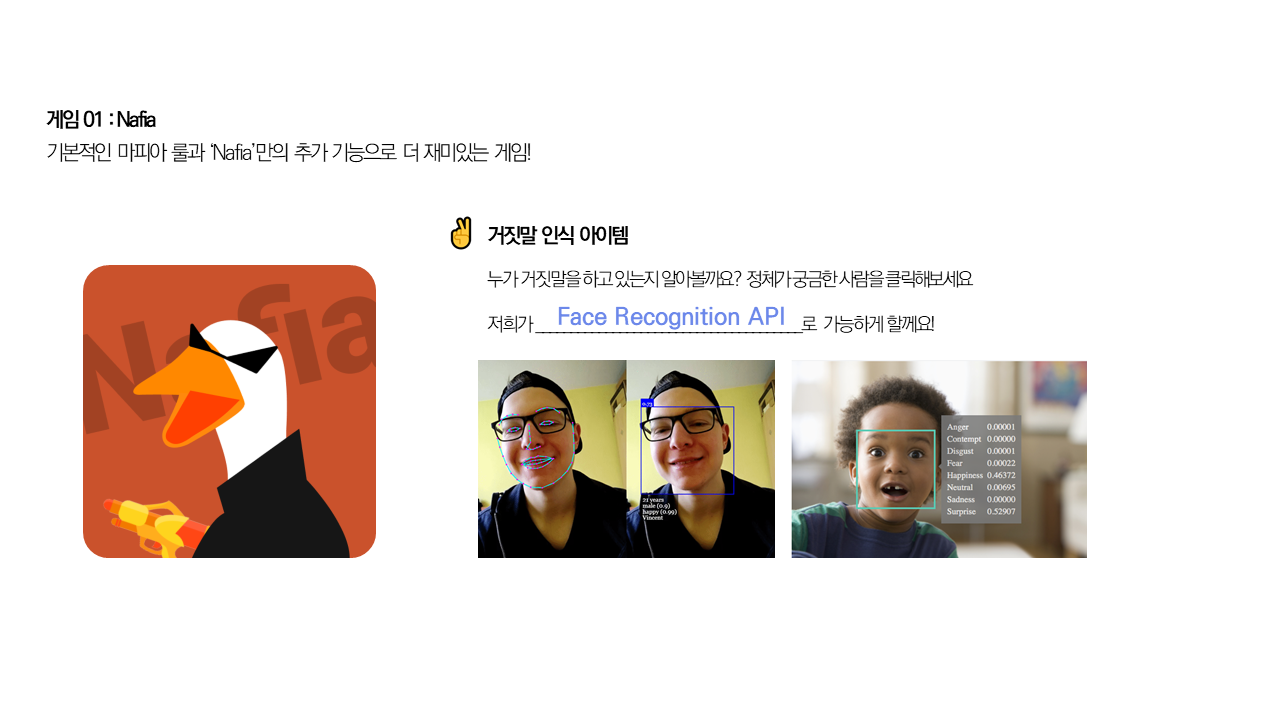 게임 01 : Nafia
기본적인 마피아 룰과 ‘Nafia’만의 추가 기능으로 더 재미있는 게임!
거짓말 인식 아이템
누가 거짓말을 하고 있는지 알아볼까요? 정체가 궁금한 사람을 클릭해보세요
저희가 Face Recognition API로 가능하게 할께요!
Nafia
0.73
21 years
male (0.9)
happy (0.99)
Vincent
Anger 0.00001
Contempt 0.00000
Disgust 0.00001
Fear 0.00022
Happiness 0.46372
Neutral 0.00695
Sadness 0.00000
Surprise 0.52907